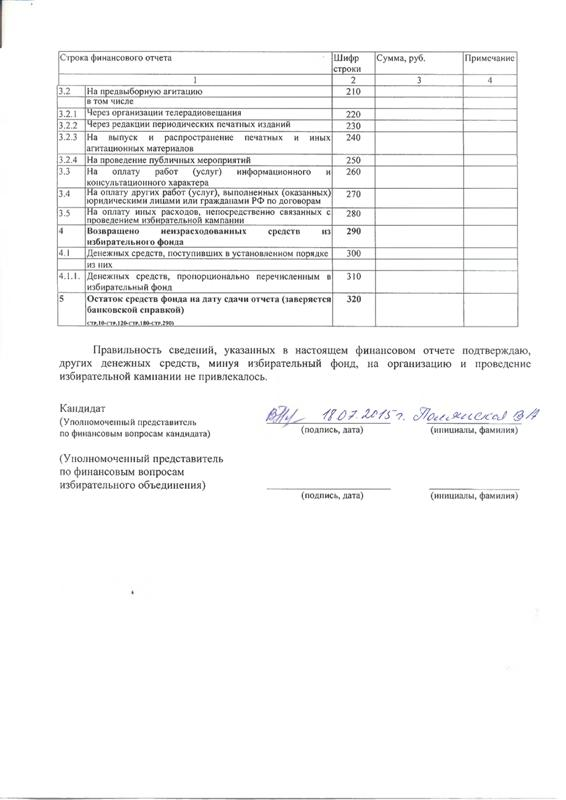 Строка финансового отчета Шифр строки Сумма, руб. Примечание
1 2 3 4
3.2 На предвыборную агитацию 210
в том числе
3.2.1 Через организации телерадиовещания 220
3.2.2 Через редакции периодических печатных изданий 230
3.2.3 На выпуск и распространение печатных и иных 240
агитационных материалов
3.2.4 На проведение публичных мероприятий 250
3.3 На оплату работ (услуг) информационного и 260
консультационного характера
3.4 На оплату других работ (услуг), выполненных (оказанных) 270
юридическими лицами или гражданами РФ по договорам
3.5 На оплату иных расходов, непосредственно связанных с 280
проведением избирательной кампании
4 Возвращено неизрасходованных средств из 290
избирательного фонда
4.1 Денежных средств, поступивших в установленном порядке 300
из них
4.1.1. Денежных средств, пропорционально перечисленным в 310
избирательный фонд
5 Остаток средств фонда на дату сдачи отчета (заверяется 320
банковской справкой)
стр.10-стр.120-стр.180-стр.290)
Правильность сведений, указанных в настоящем финансовом отчете подтверждаю,
других денежных средств, минуя избирательный фонд, на организацию и проведение
избирательной кампании не привлекалось.
Кандидат
(Уполномоченный представитель 18.07.2015 г.
по финансовым вопросам кандидата) (подпись, дата) (инициалы, фамилия)
(Уполномоченный представитель
по финансовым вопросам
избирательного объединения)
(подпись, дата) (инициалы, фамилия)